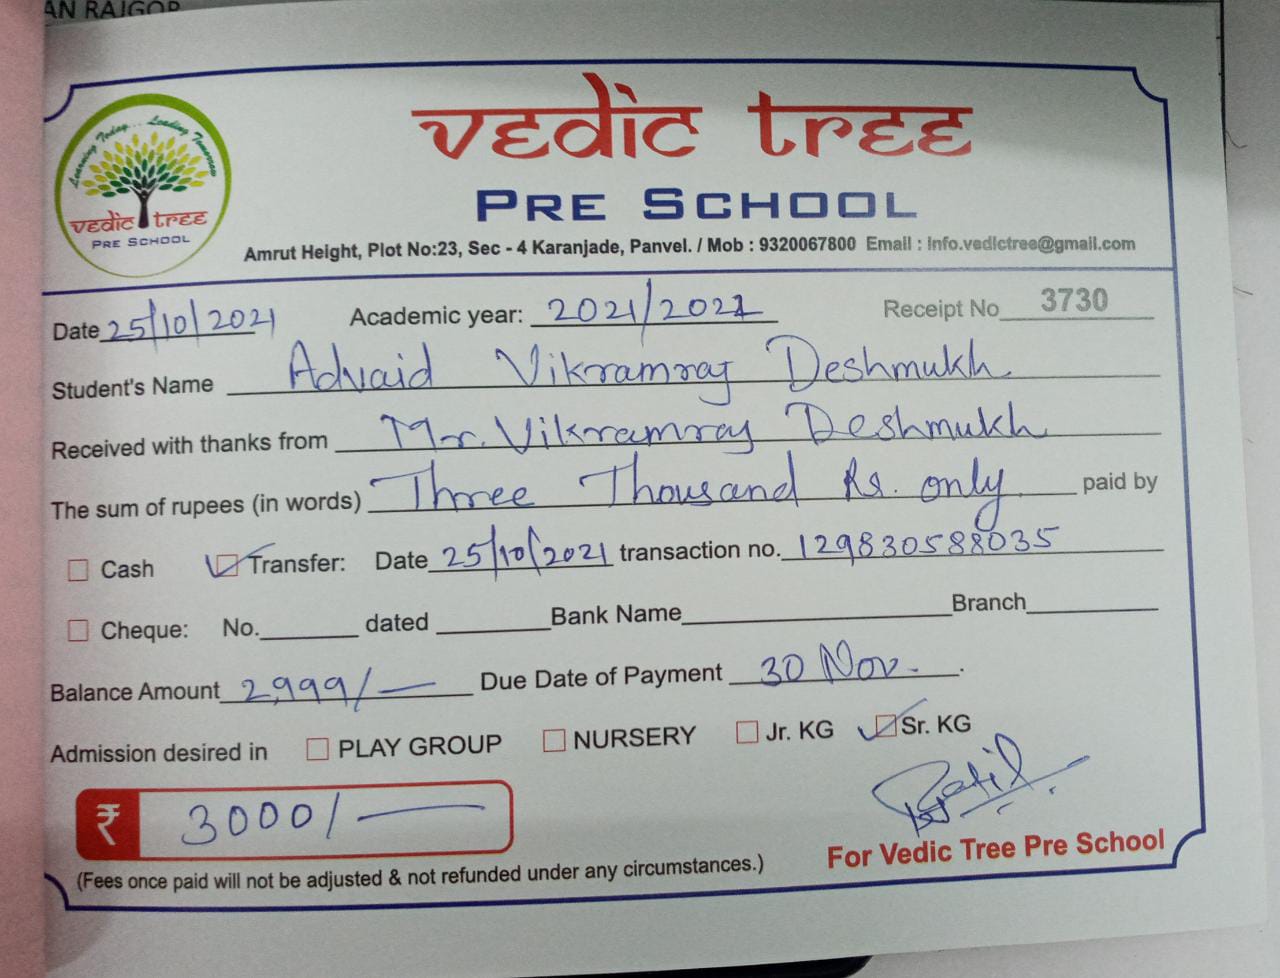 AN RAJGOR
Learning Today... Leading Tomorrow
vedic tree
PRE SCHOOL
vedic tree
PRE SCHOOL
Amrut Height, Plot No:23, Sec - 4 Karanjade, Panvel. / Mob : 9320067800 Email : Info.vedictree@gmail.com
Date 25/10/2021 Academic year: 2021/2022 Receipt No 3730
Student's Name Advaid Vikramraj Deshmukh
Received with thanks from Mr. Vikramraj Deshmukh
The sum of rupees (in words) Three Thousand Rs. only paid by
Cash Transfer: Date 25/10/2021 transaction no. 129830588035
Cheque: No. dated Bank Name Branch
Balance Amount 2,999/- Due Date of Payment 30 Nov.
Admission desired in PLAY GROUP NURSERY Jr. KG Sr. KG
₹ 3000/-
Patil
(Fees once paid will not be adjusted & not refunded under any circumstances.) For Vedic Tree Pre School